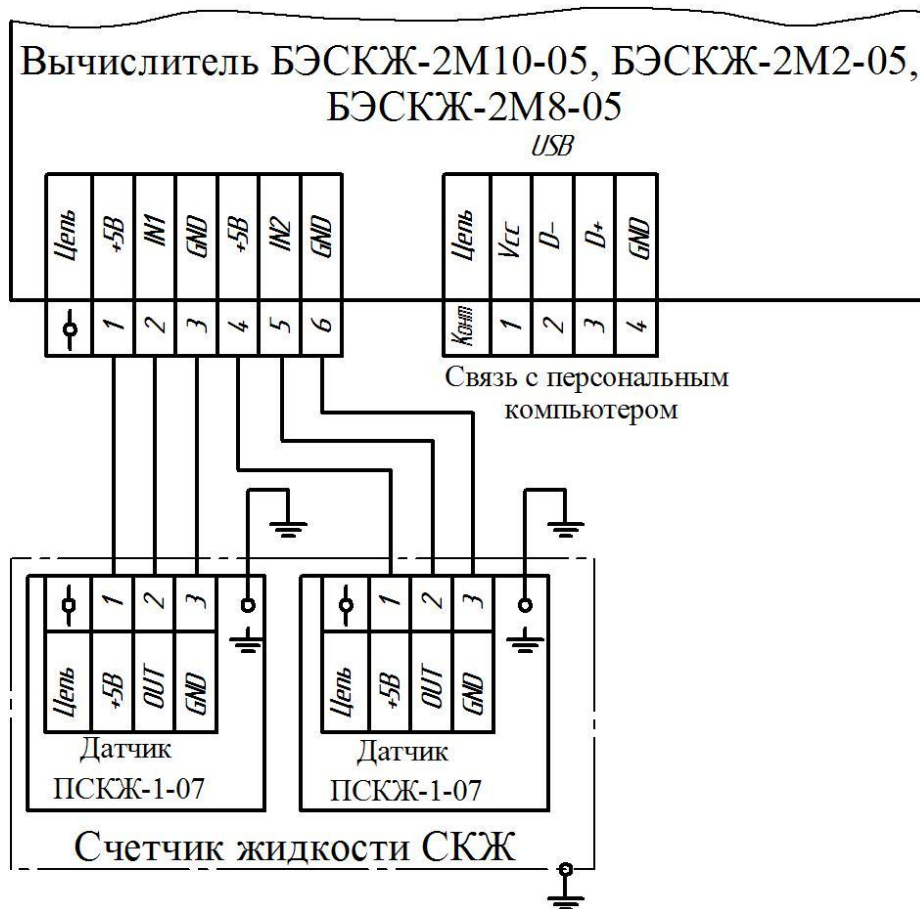 Вычислитель БЭСКЖ-2М10-05, БЭСКЖ-2М2-05,
БЭСКЖ-2М8-05
USB
Цепь +5В IN1 GND +5В IN2 GND
1 2 3 4 5 6
Цепь Vcc D- D+ GND
Конт 1 2 3 4
Связь с персональным
компьютером
1 2 3
Цепь +5В OUT GND
Датчик
ПСКЖ-1-07
1 2 3
Цепь +5В OUT GND
Датчик
ПСКЖ-1-07
Счетчик жидкости СКЖ